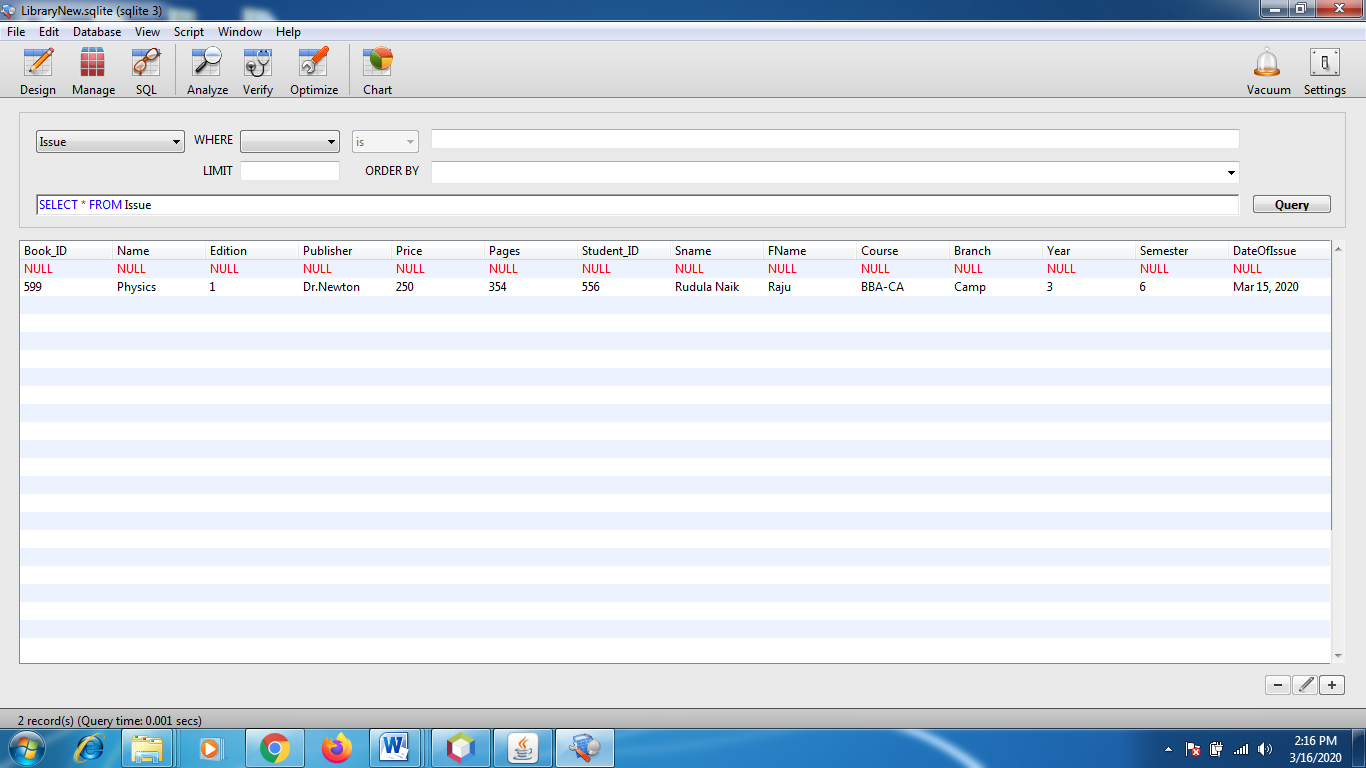 LibraryNew.sqlite (sqlite 3)
File Edit Database View Script Window Help
Design Manage SQL Analyze Verify Optimize Chart Vacuum Settings
Issue WHERE is
LIMIT ORDER BY
SELECT * FROM Issue Query
Book_ID Name Edition Publisher Price Pages Student_ID Sname FName Course Branch Year Semester DateOfIssue
NULL NULL NULL NULL NULL NULL NULL NULL NULL NULL NULL NULL NULL NULL
599 Physics 1 Dr.Newton 250 354 556 Rudula Naik Raju BBA-CA Camp 3 6 Mar 15, 2020
2 record(s) (Query time: 0.001 secs)
2:16 PM
3/16/2020